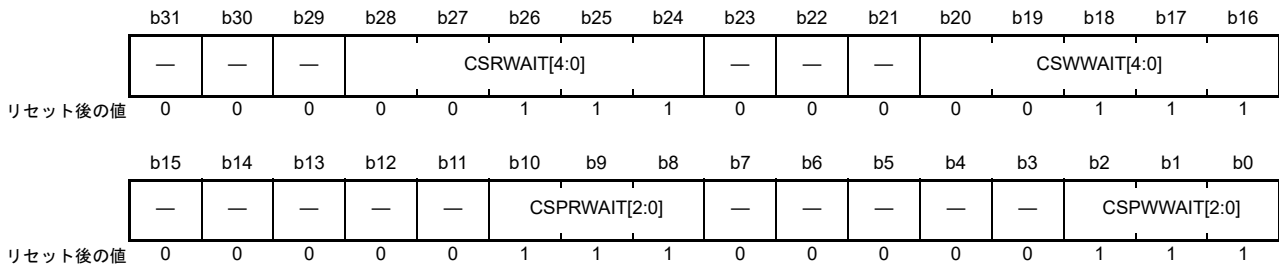 b31 b30 b29 b28 b27 b26 b25 b24 b23 b22 b21 b20 b19 b18 b17 b16
— — — CSRWAIT[4:0] — — — CSWWAIT[4:0]
リセット後の値 0 0 0 0 0 1 1 1 0 0 0 0 0 1 1 1
b15 b14 b13 b12 b11 b10 b9 b8 b7 b6 b5 b4 b3 b2 b1 b0
— — — — — CSPRWAIT[2:0] — — — — — CSPWWAIT[2:0]
リセット後の値 0 0 0 0 0 1 1 1 0 0 0 0 0 1 1 1